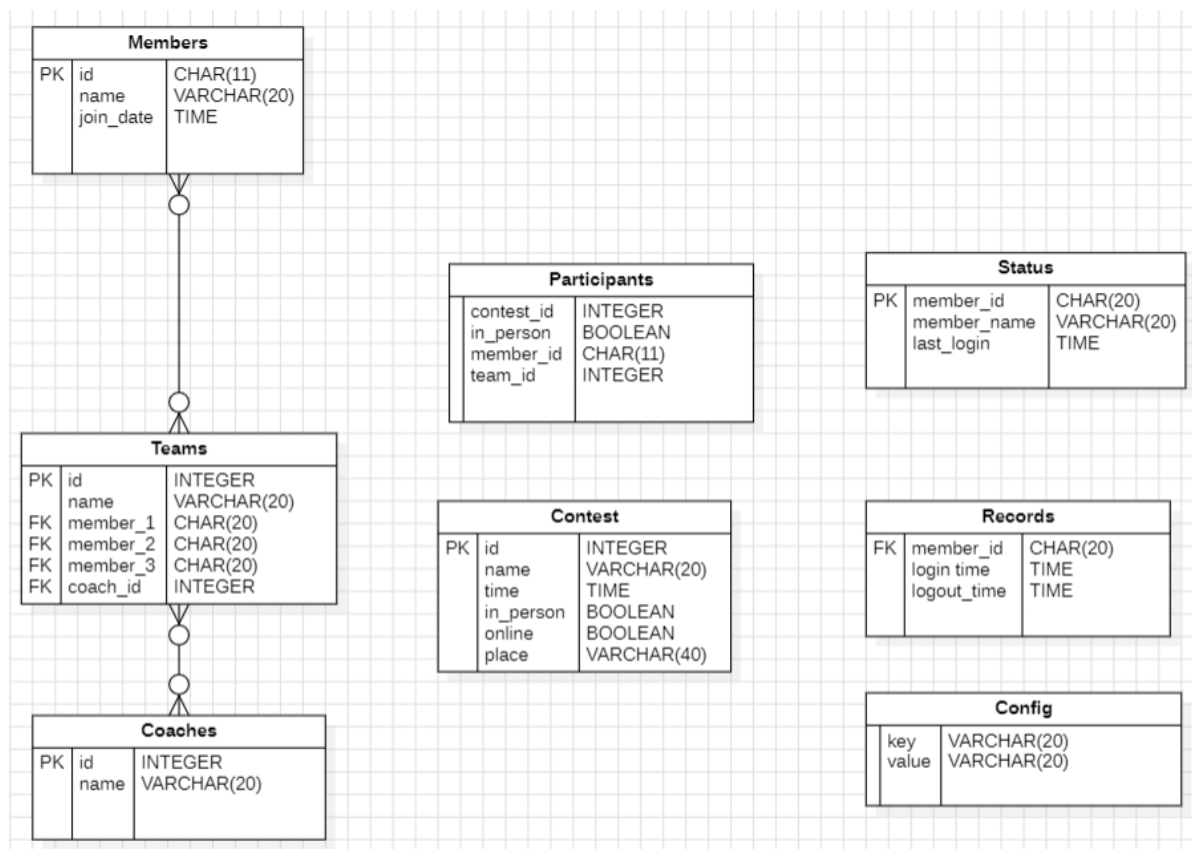 Members
PK id CHAR(11)
name VARCHAR(20)
join_date TIME
Teams
PK id INTEGER
name VARCHAR(20)
FK member_1 CHAR(20)
FK member_2 CHAR(20)
FK member_3 CHAR(20)
FK coach_id INTEGER
Coaches
PK id INTEGER
name VARCHAR(20)
Participants
contest_id INTEGER
in_person BOOLEAN
member_id CHAR(11)
team_id INTEGER
Contest
PK id INTEGER
name VARCHAR(20)
time TIME
in_person BOOLEAN
online BOOLEAN
place VARCHAR(40)
Status
PK member_id CHAR(20)
member_name VARCHAR(20)
last_login TIME
Records
FK member_id CHAR(20)
login time TIME
logout_time TIME
Config
key VARCHAR(20)
value VARCHAR(20)